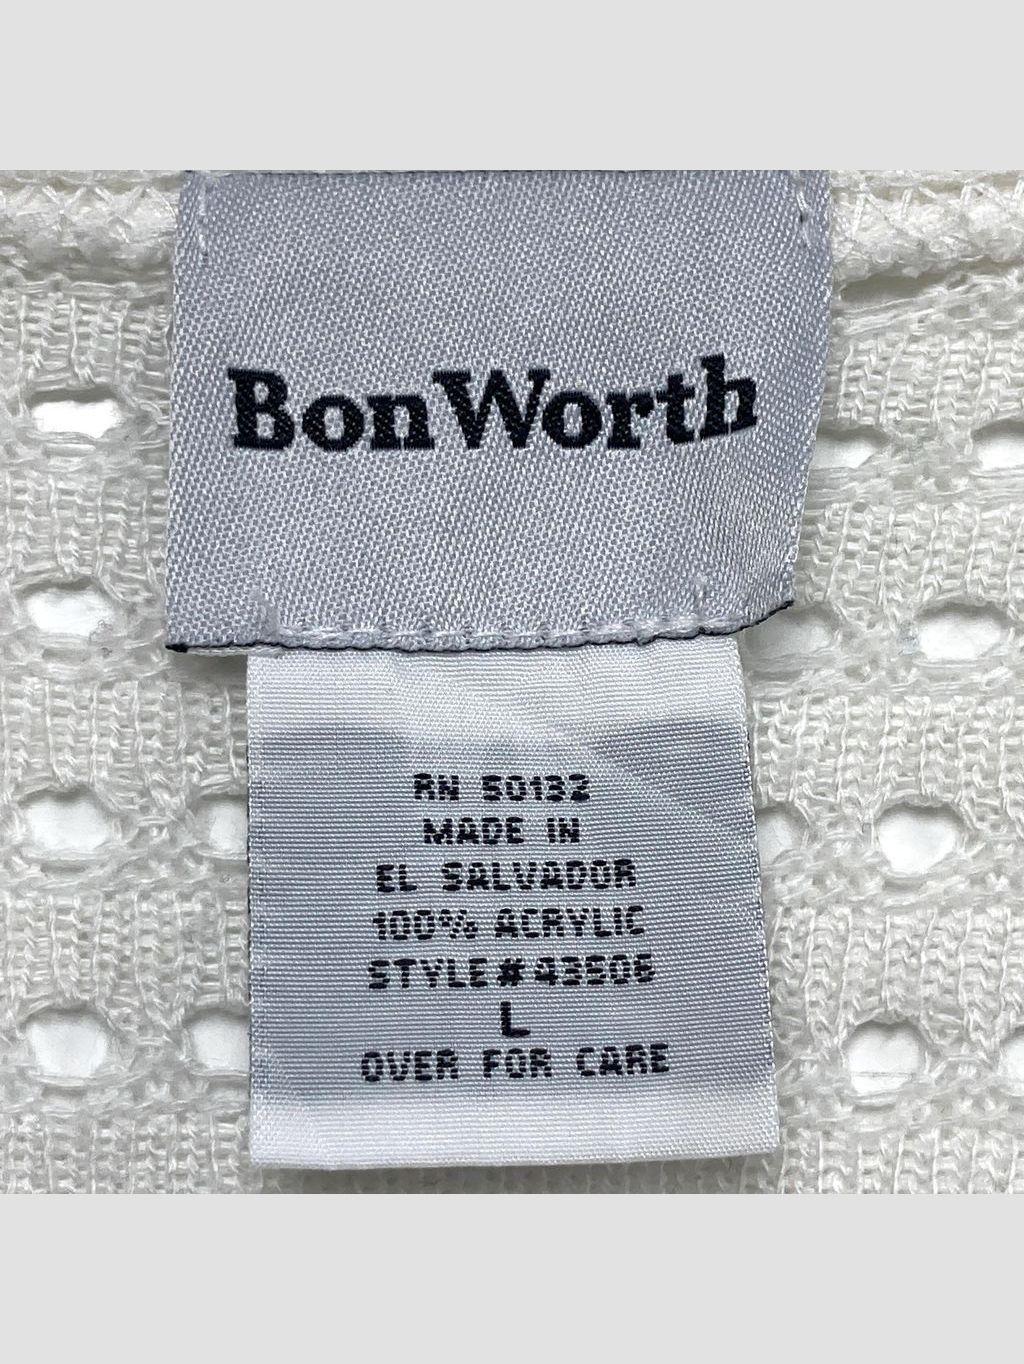 BonWorth
RN 50132
MADE IN
EL SALVADOR
100% ACRYLIC
STYLE#43506
L
OVER FOR CARE